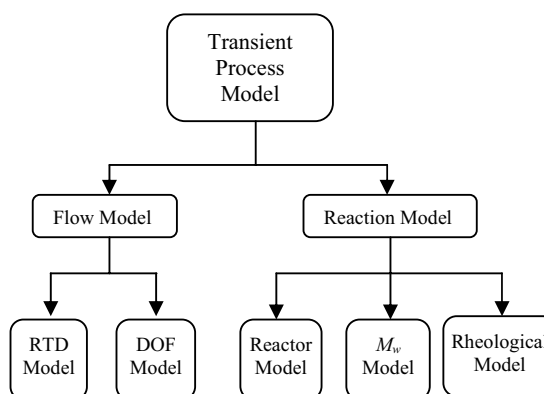 Transient
Process
Model
Flow Model
Reaction Model
RTD
Model
DOF
Model
Reactor
Model
Mw
Model
Rheological
Model